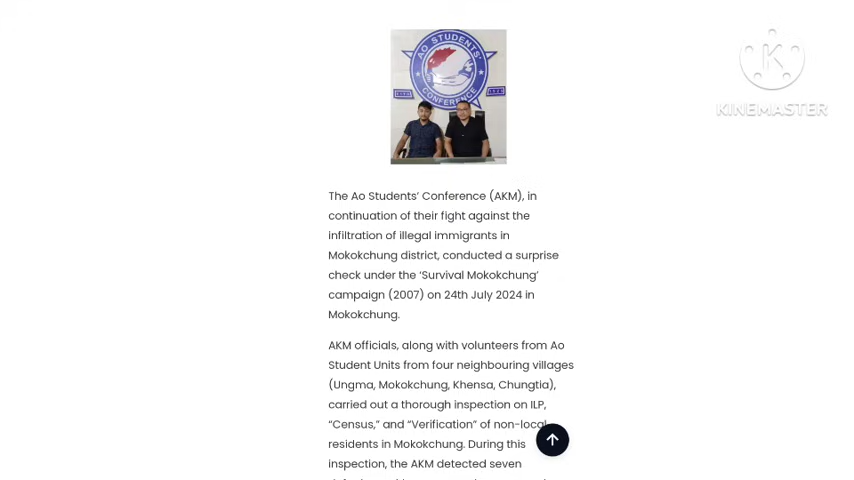 AO STUDENTS'
CONFERENCE
KINEMASTER
The Ao Students' Conference (AKM), in
continuation of their fight against the
infiltration of illegal immigrants in
Mokokchung district, conducted a surprise
check under the 'Survival Mokokchung'
campaign (2007) on 24th July 2024 in
Mokokchung.
AKM officials, along with volunteers from Ao
Student Units from four neighbouring villages
(Ungma, Mokokchung, Khensa, Chungtia),
carried out a thorough inspection on ILP,
“Census,” and “Verification” of non-local
residents in Mokokchung. During this
inspection, the AKM detected seven